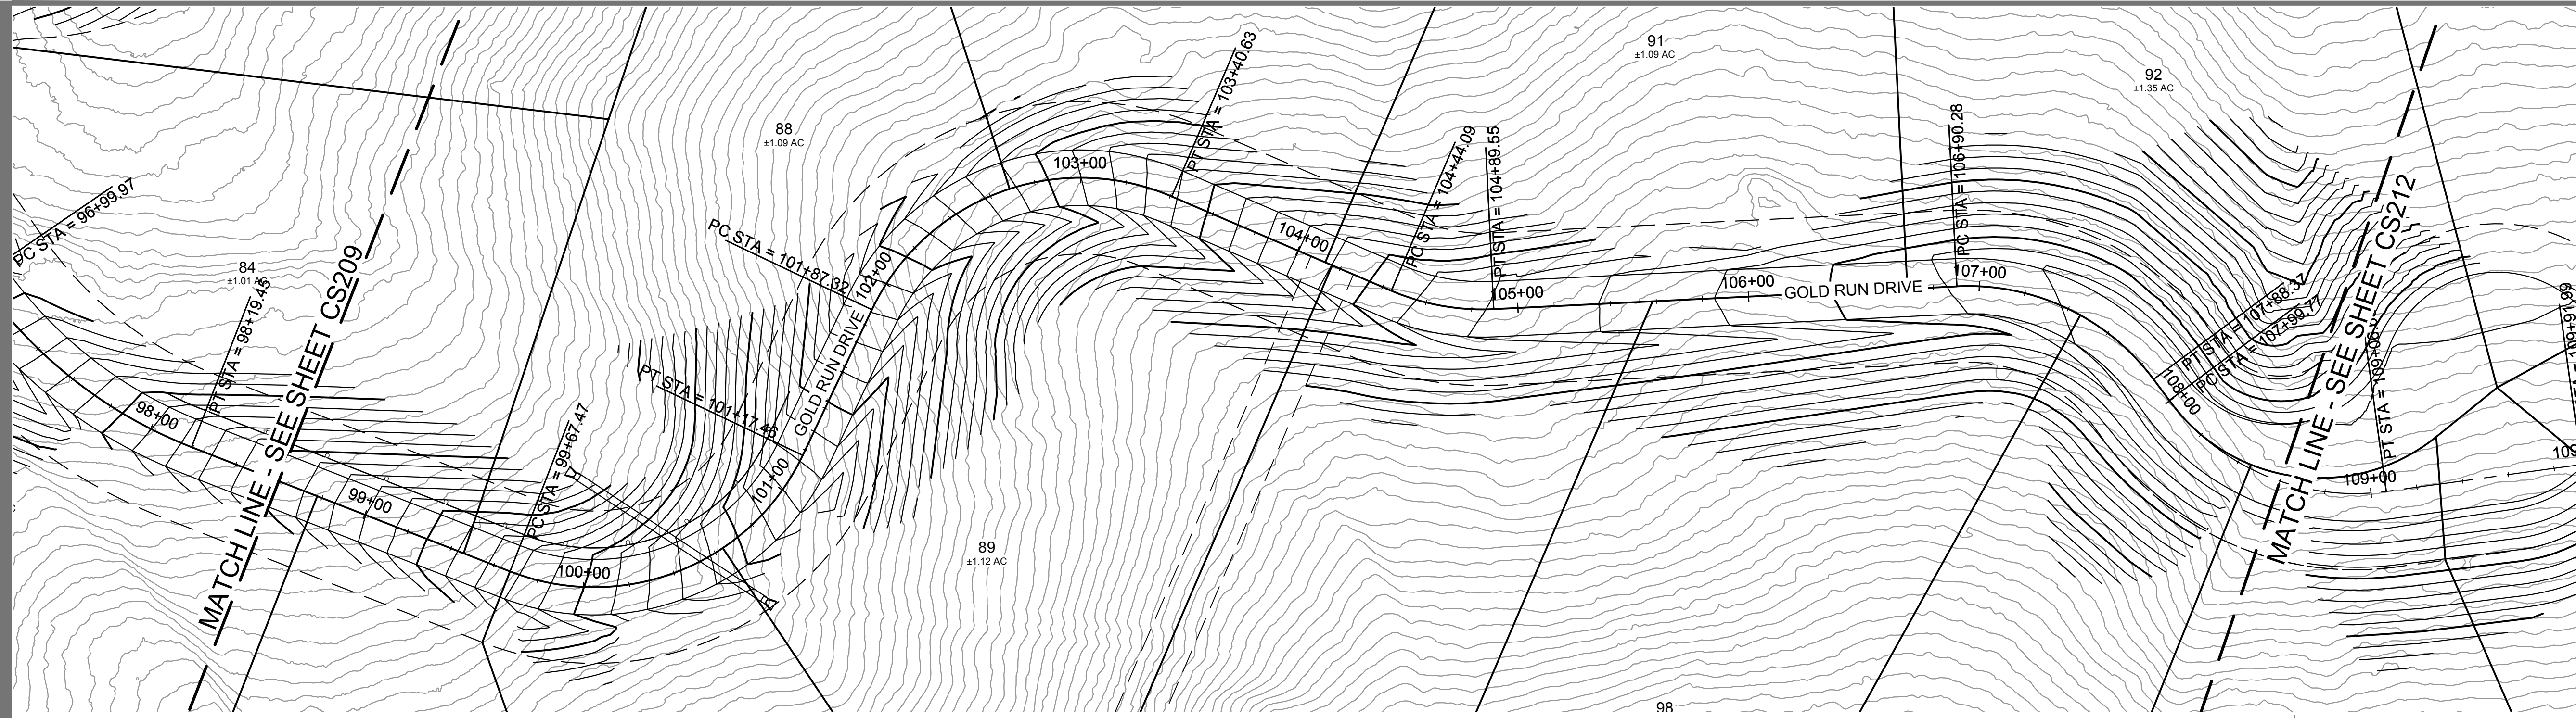 PC STA = 96+99.97
84
±1.01 AC
PT STA = 98+19.45
98+00
MATCH LINE - SEE SHEET CS209
99+00
PC STA = 99+67.47
100+00
PT STA = 101+17.46
101+00
88
±1.09 AC
PC STA = 101+87.32
GOLD RUN DRIVE
102+00
89
±1.12 AC
103+00
PT STA = 103+40.63
104+00
PC STA = 104+44.09
PT STA = 104+89.55
105+00
91
±1.09 AC
106+00
GOLD RUN DRIVE
PC STA = 106+90.28
107+00
92
±1.35 AC
98
PT STA = 107+88.37
PC STA = 107+99.77
108+00
MATCH LINE - SEE SHEET CS212
PT STA =
109+00
109